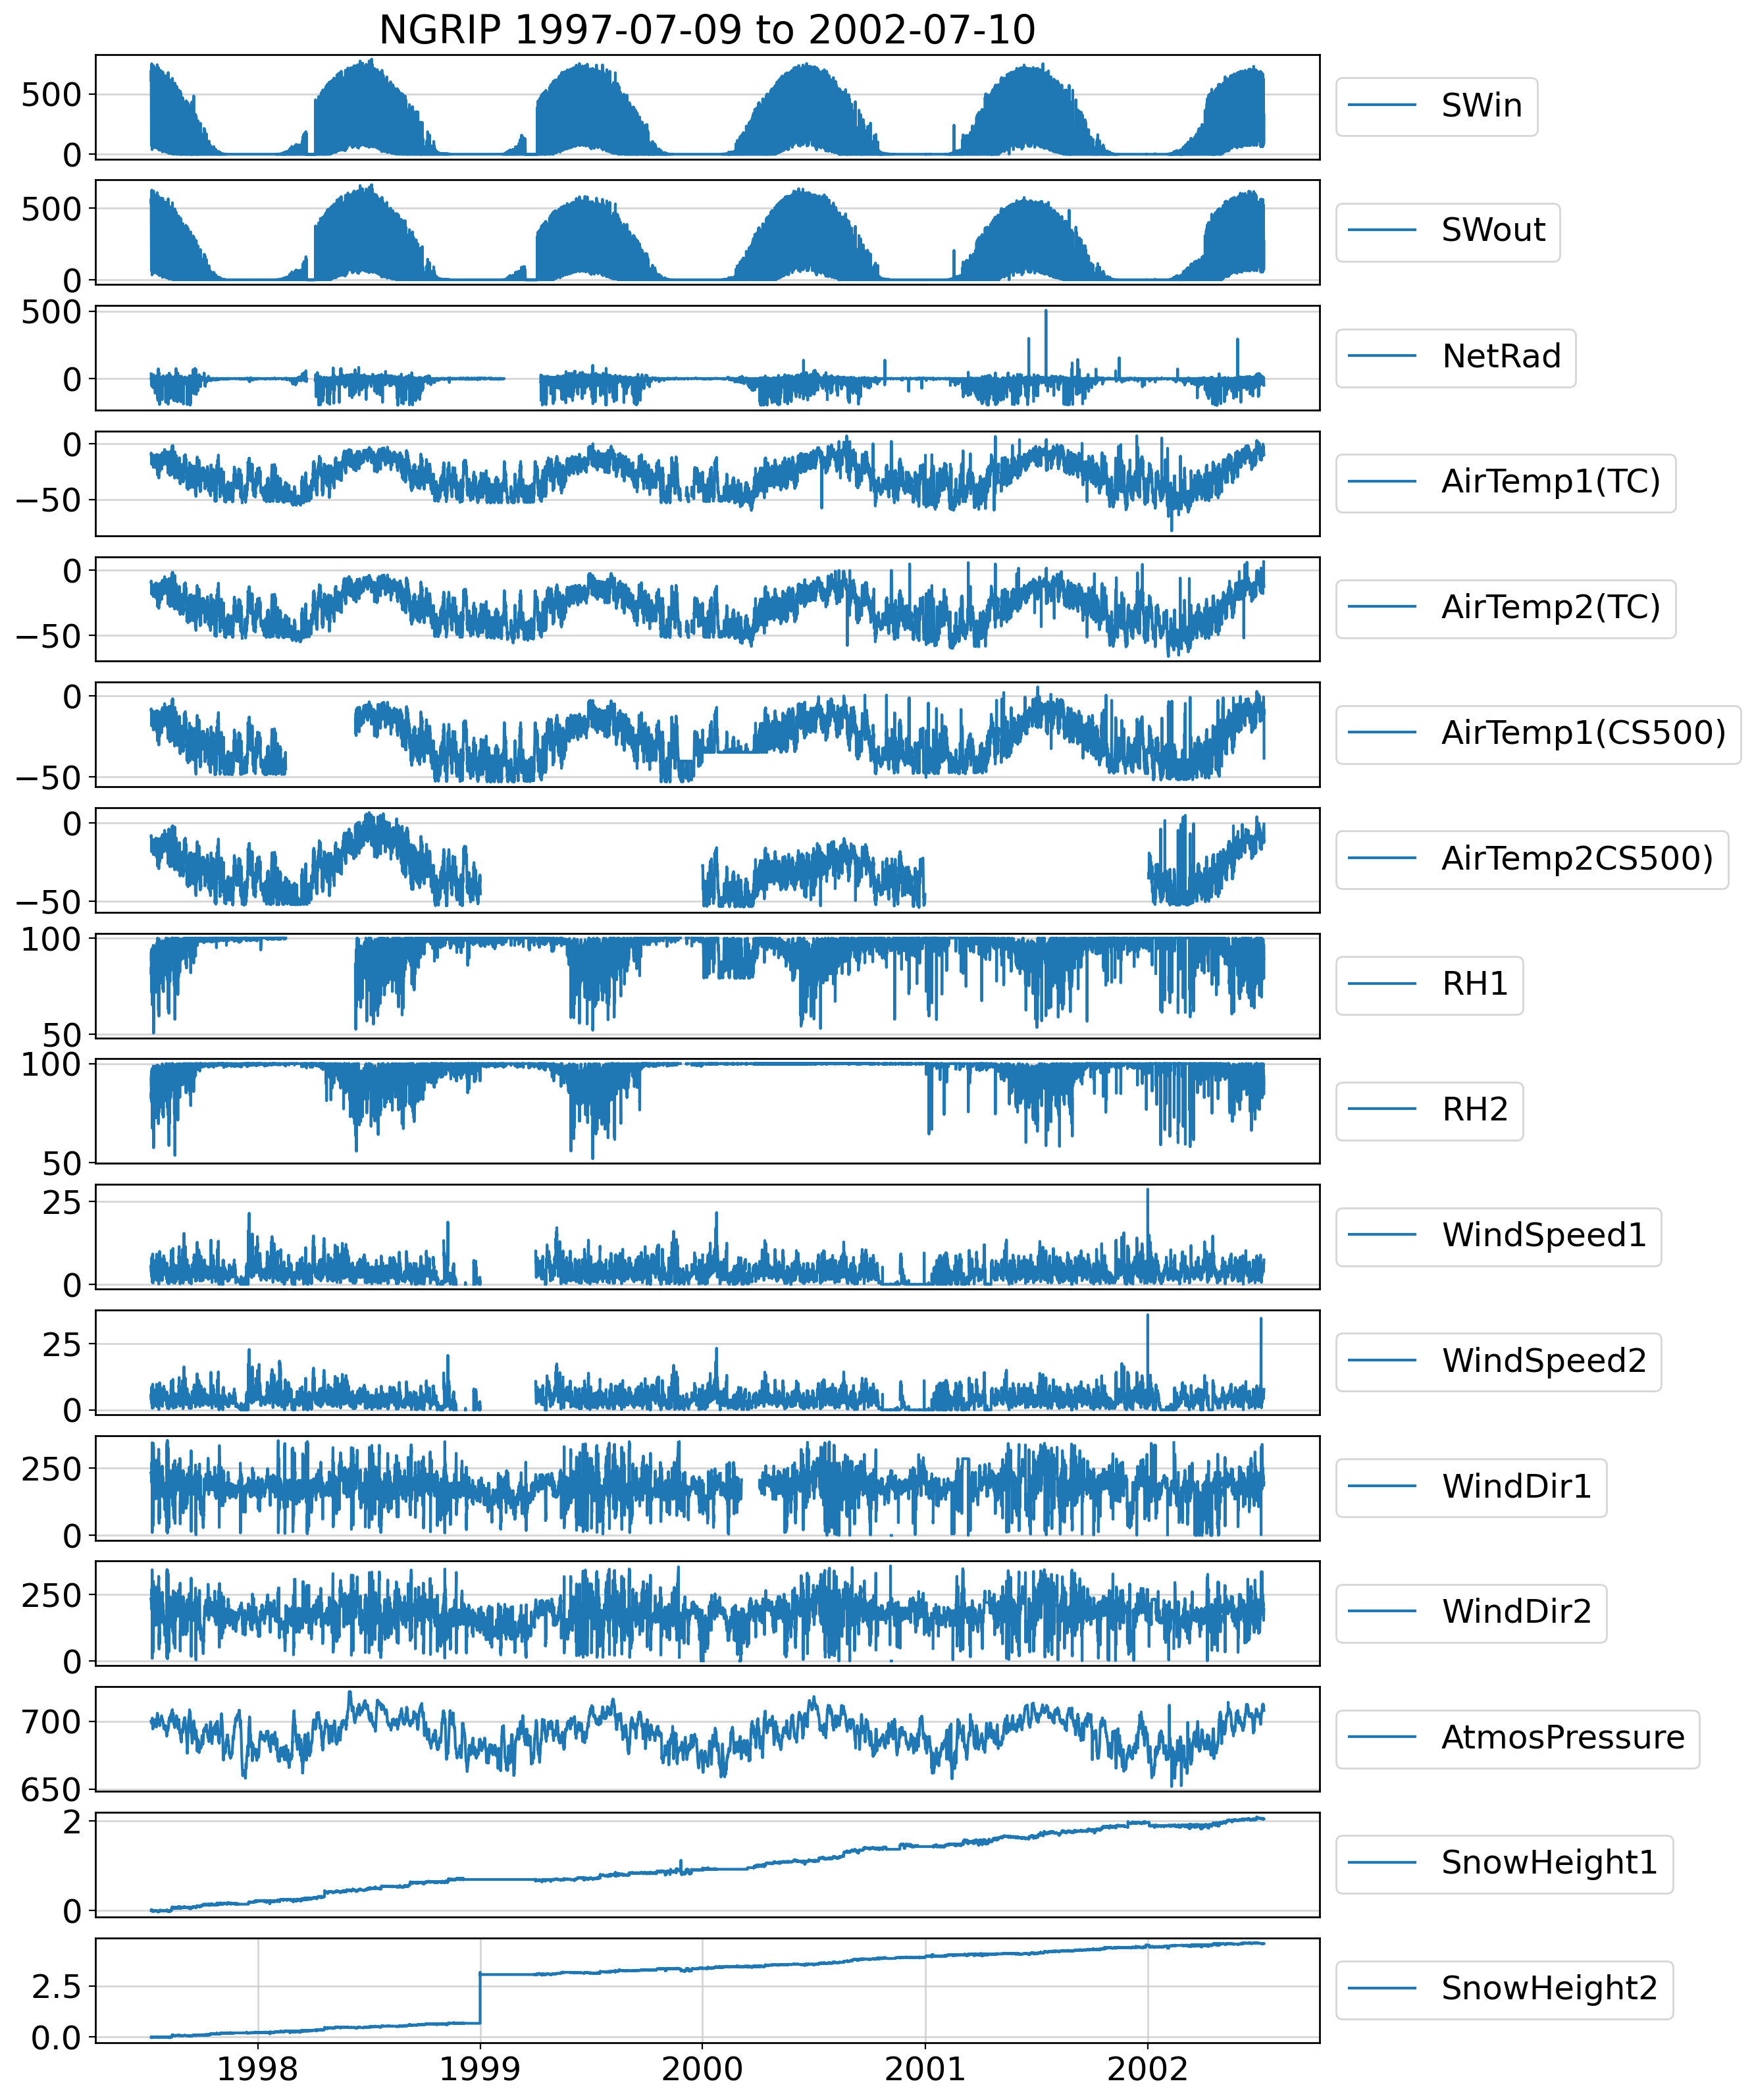 NGRIP 1997-07-09 to 2002-07-10
500
0
SWin
500
0
SWout
500
0
NetRad
0
−50
AirTemp1(TC)
0
−50
AirTemp2(TC)
0
−50
AirTemp1(CS500)
0
−50
AirTemp2CS500)
100
50
RH1
100
50
RH2
25
0
WindSpeed1
25
0
WindSpeed2
250
0
WindDir1
250
0
WindDir2
700
650
AtmosPressure
2
0
SnowHeight1
2.5
0.0
SnowHeight2
1998 1999 2000 2001 2002